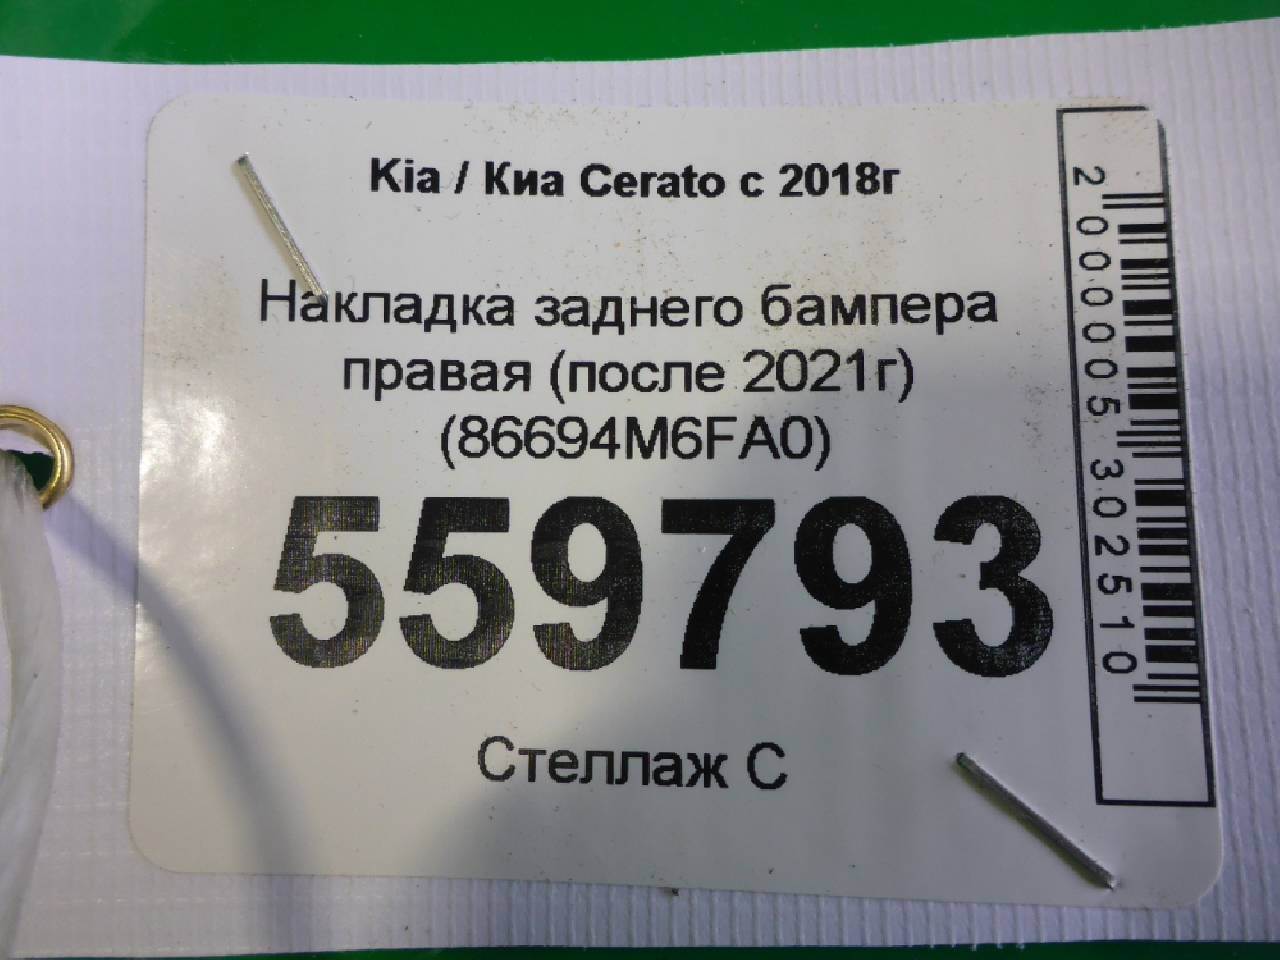 Kia / Киа Cerato с 2018г
Накладка заднего бампера
правая (после 2021г)
(86694M6FA0)
559793
Стеллаж С
2000005302510